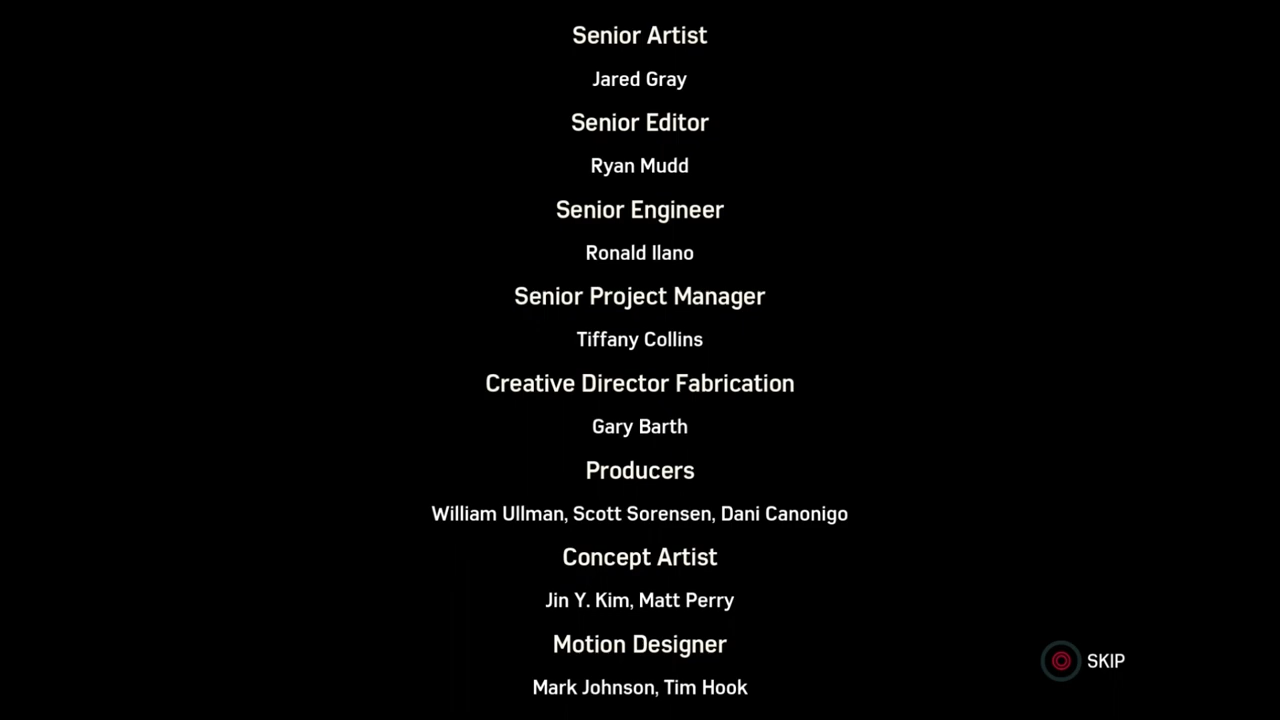 Senior Artist
Jared Gray
Senior Editor
Ryan Mudd
Senior Engineer
Ronald Ilano
Senior Project Manager
Tiffany Collins
Creative Director Fabrication
Gary Barth
Producers
William Ullman, Scott Sorensen, Dani Canonigo
Concept Artist
Jin Y. Kim, Matt Perry
Motion Designer
SKIP
Mark Johnson, Tim Hook